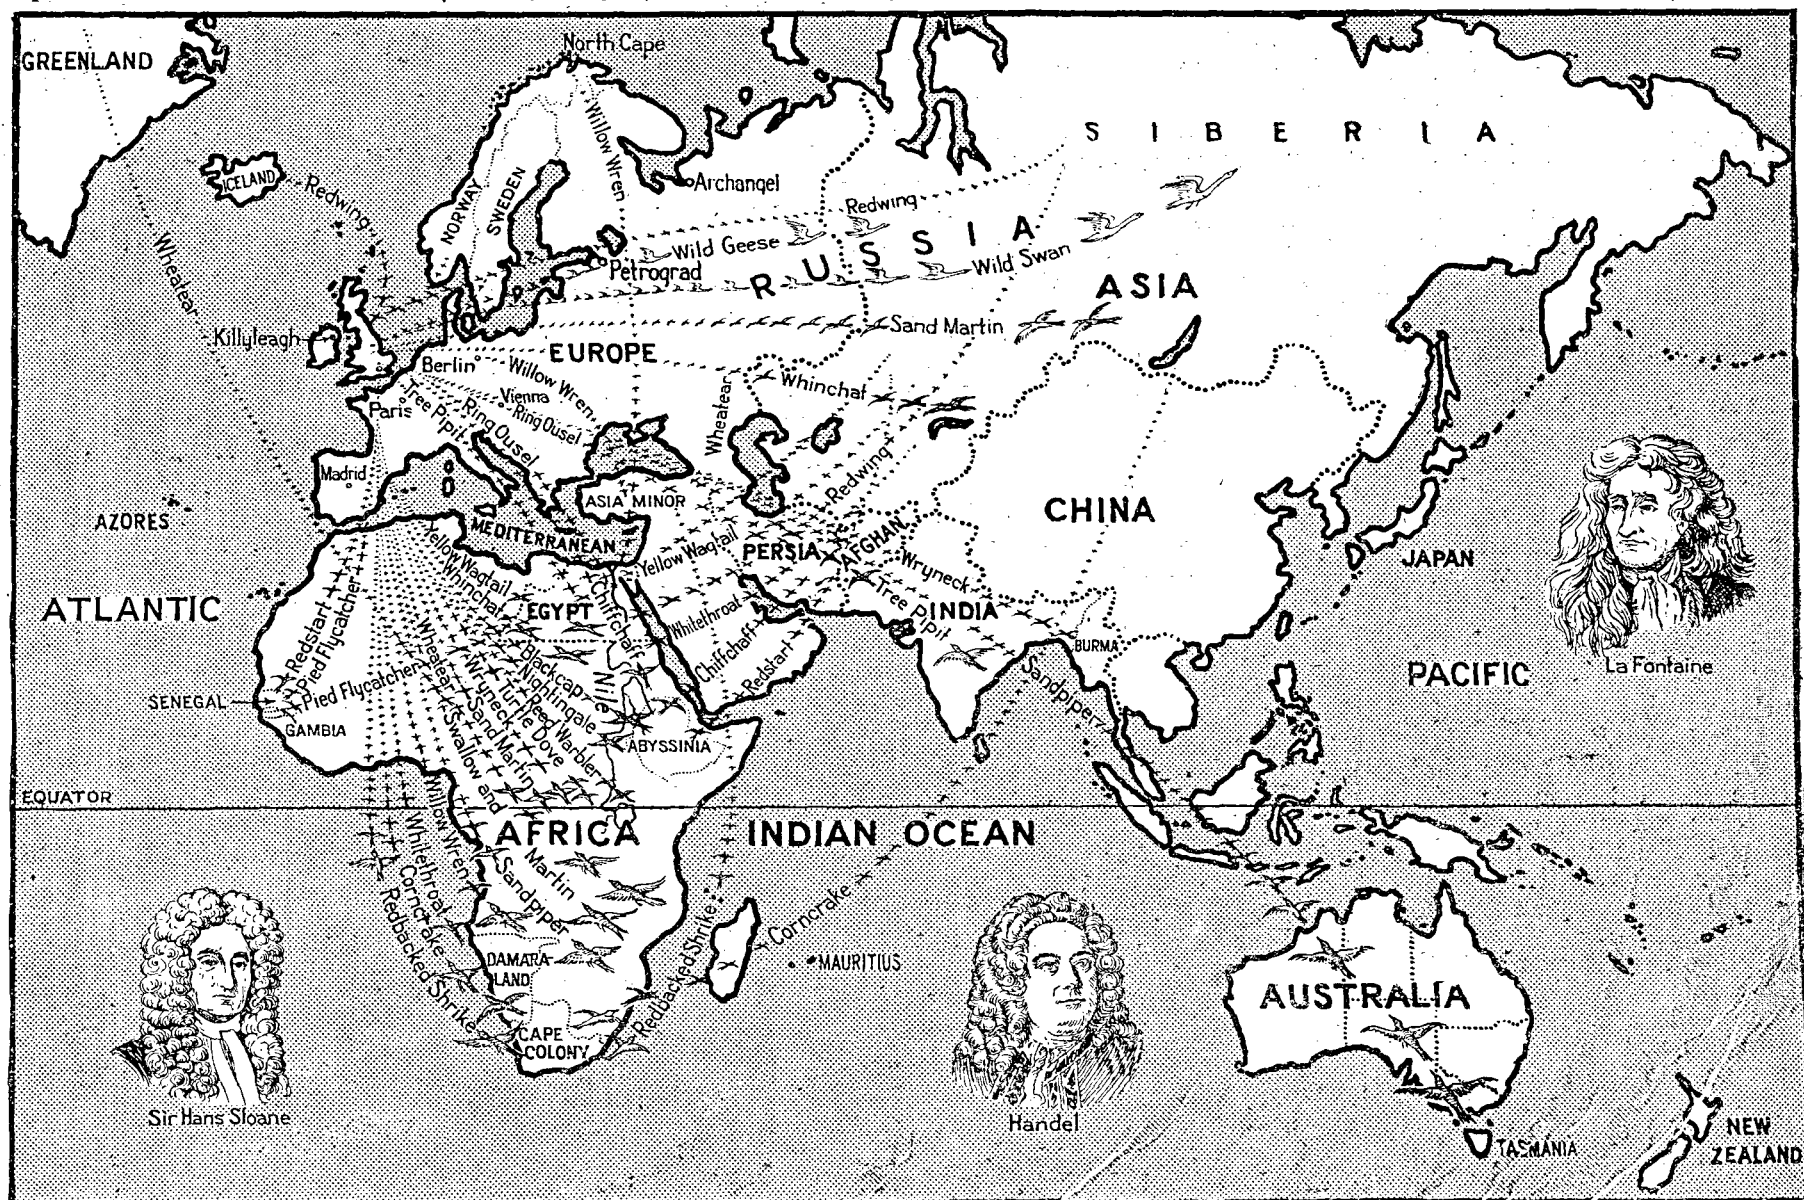 North Cape
GREENLAND
SIBERIA
Willow Wren
ICELAND
Redwing
Archangel
NORWAY
SWEDEN
Redwing
Wild Geese
RUSSIA
Wild Swan
Petrograd
Wheatear
ASIA
Killyleagh
Sand Martin
EUROPE
Berlin
Willow Wren
Whinchat
Wheatear
Paris
Tree Pipit
Vienna
Ring Ousel
Ring Ousel
Madrid
Redwing
ASIA MINOR
CHINA
AZORES
MEDITERRANEAN
Yellow Wagtail
PERSIA
AFGHAN
JAPAN
Yellow Wagtail
Whinchat
Wryneck
Tree Pipit
INDIA
ATLANTIC
EGYPT
Chiffchaff
Whitethroat
Chiffchaff
Redstart
BURMA
Sandpiper
La Fontaine
PACIFIC
Redstart
Pied Flycatcher
Pied Flycatcher
Wheatear
Wryneck
Turtle Dove
Blackcap
Nightingale
Reed Warbler
Nile
SENEGAL
GAMBIA
Sand Martin
Swallow and
Martin
ABYSSINIA
EQUATOR
AFRICA
INDIAN OCEAN
Willow Wren
Whitethroat
Corncrake
Redbacked Shrike
Sandpiper
Redbacked Shrike
Corncrake
MAURITIUS
DAMARA
LAND
CAPE
COLONY
AUSTRALIA
Sir Hans Sloane
Handel
TASMANIA
NEW
ZEALAND